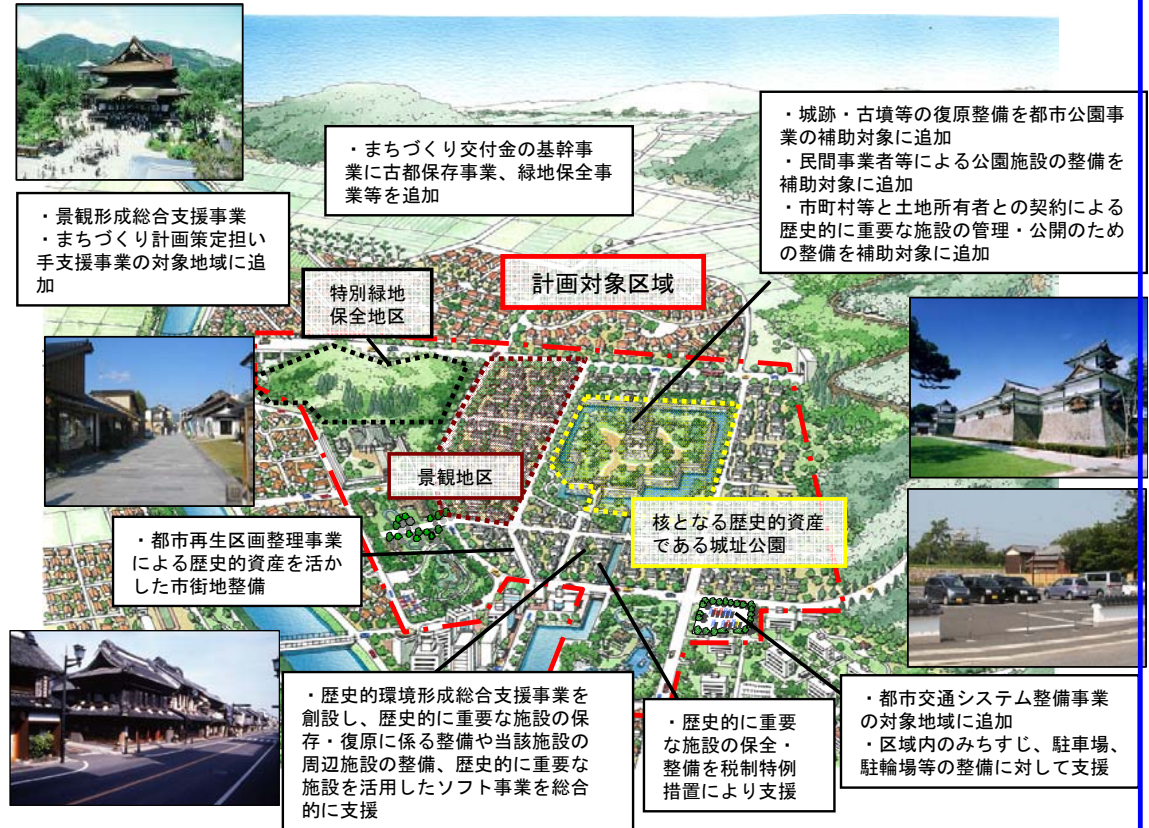 ・景観形成総合支援事業
・まちづくり計画策定担い
手支援事業の対象地域に追
加
・まちづくり交付金の基幹事
業に古都保存事業、緑地保全事
業等を追加
・城跡・古墳等の復原整備を都市公園事
業の補助対象に追加
・民間事業者等による公園施設の整備を
補助対象に追加
・市町村等と土地所有者との契約による
歴史的に重要な施設の管理・公開のため
の整備を補助対象に追加
計画対象区域
特別緑地
保全地区
景観地区
核となる歴史的資産
である城址公園
・都市再生区画整理事業
による歴史的資産を活か
した市街地整備
・歴史的環境形成総合支援事業を
創設し、歴史的に重要な施設の保
存・復原に係る整備や当該施設の
周辺施設の整備、歴史的に重要な
施設を活用したソフト事業を総合
的に支援
・歴史的に重要
な施設の保全・
整備を税制特例
措置により支援
・都市交通システム整備事業
の対象地域に追加
・区域内のみちすじ、駐車場、
駐輪場等の整備に対して支援